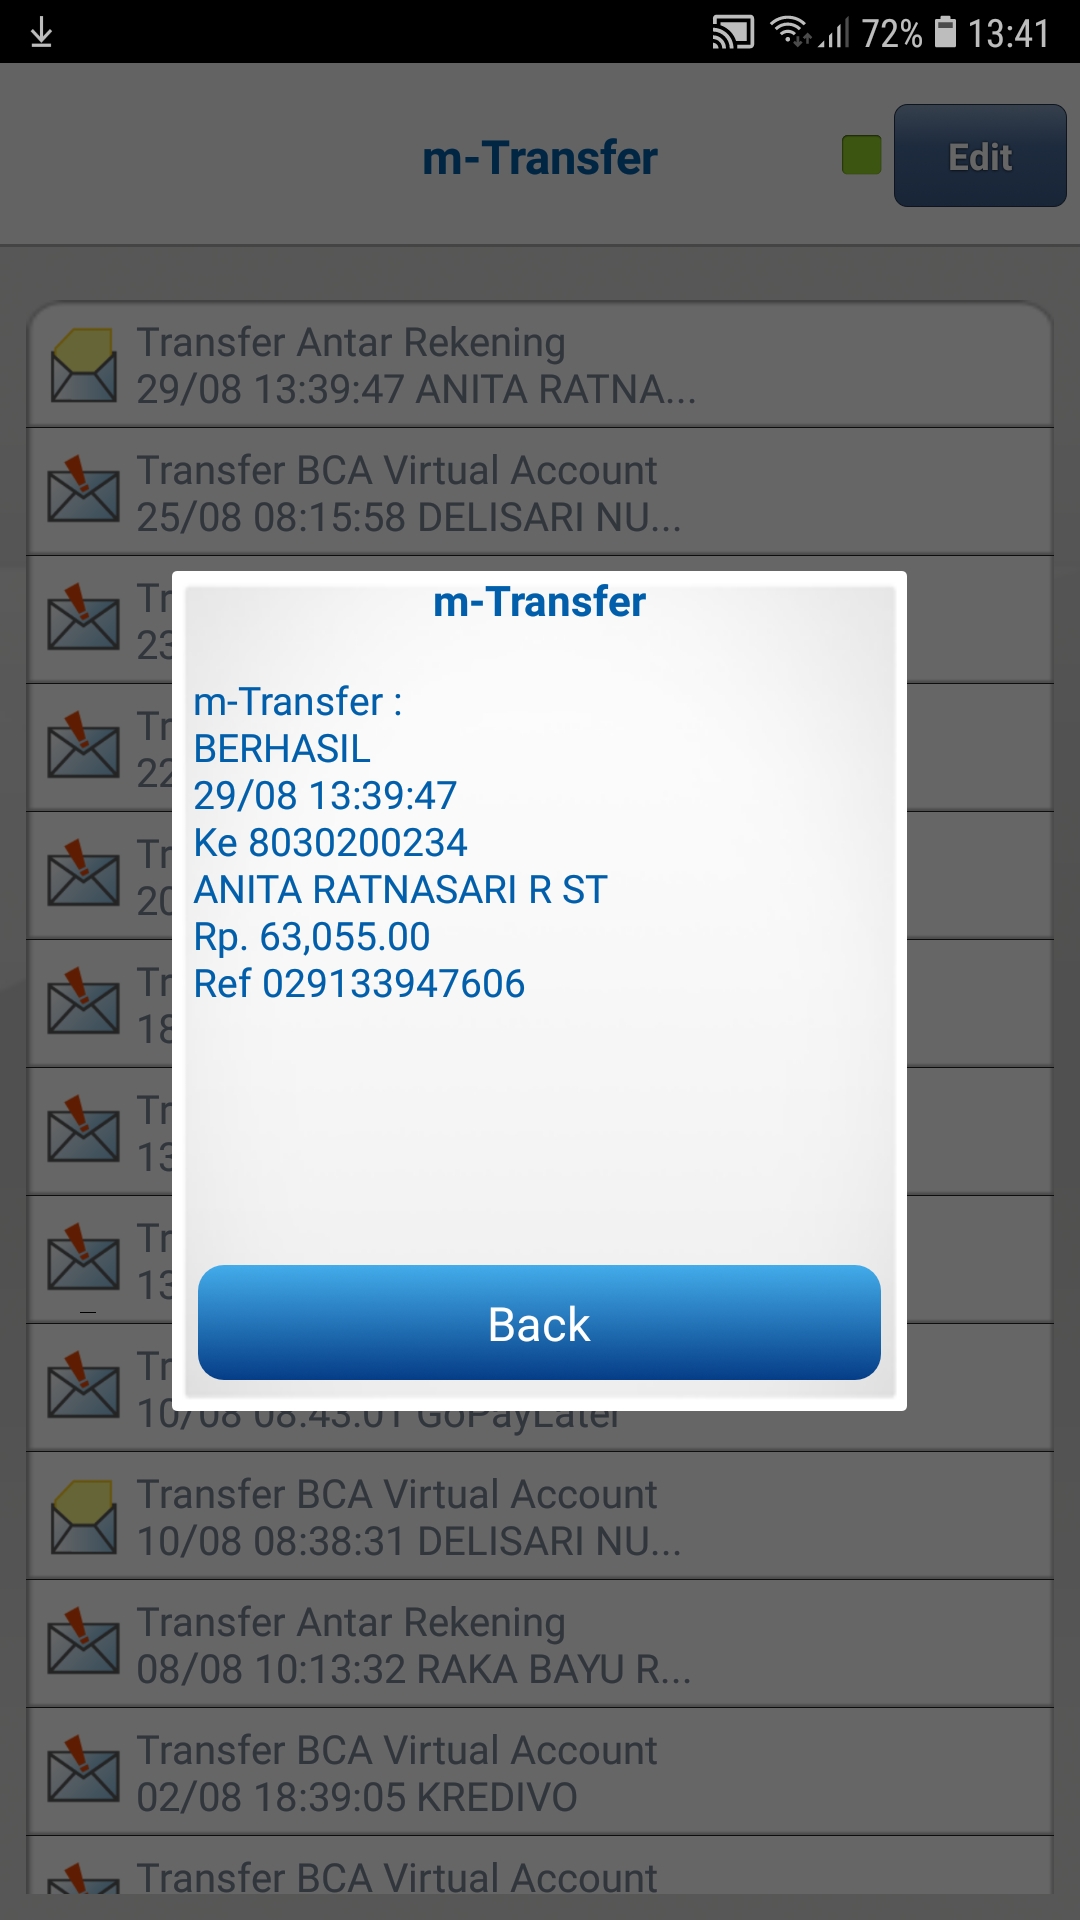 72% 13:41
m-Transfer
Edit
Transfer Antar Rekening
29/08 13:39:47 ANITA RATNA...
Transfer BCA Virtual Account
25/08 08:15:58 DELISARI NU...
m-Transfer
m-Transfer :
BERHASIL
29/08 13:39:47
Ke 8030200234
ANITA RATNASARI R ST
Rp. 63,055.00
Ref 029133947606
Back
Tr
23
Tr
22
Tr
20
Tr
18
Tr
13
Tr
13
Tr
10/08 08:43:01 GoPayLater
Transfer BCA Virtual Account
10/08 08:38:31 DELISARI NU...
Transfer Antar Rekening
08/08 10:13:32 RAKA BAYU R...
Transfer BCA Virtual Account
02/08 18:39:05 KREDIVO
Transfer BCA Virtual Account